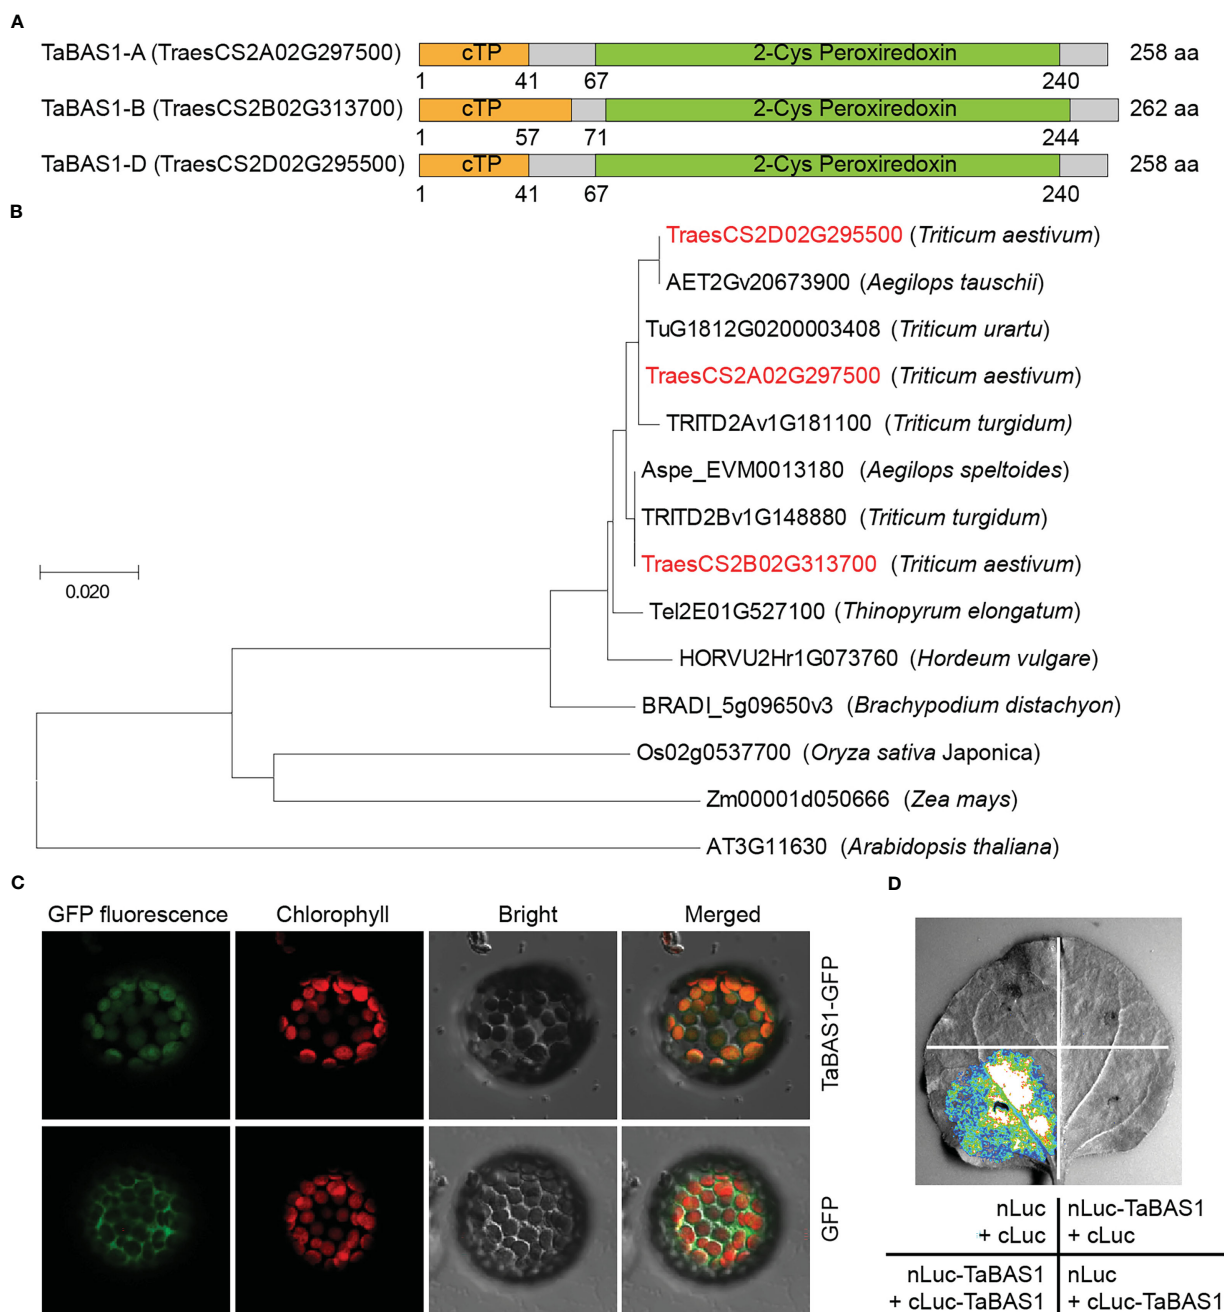 A
TaBAS1-A (TraesCS2A02G297500) cTP 2-Cys Peroxiredoxin 258 aa
1 41 67 240
TaBAS1-B (TraesCS2B02G313700) cTP 2-Cys Peroxiredoxin 262 aa
1 57 71 244
TaBAS1-D (TraesCS2D02G295500) cTP 2-Cys Peroxiredoxin 258 aa
1 41 67 240
B
TraesCS2D02G295500 (Triticum aestivum)
AET2Gv20673900 (Aegilops tauschii)
TuG1812G0200003408 (Triticum urartu)
TraesCS2A02G297500 (Triticum aestivum)
TRITD2Av1G181100 (Triticum turgidum)
Aspe_EVM0013180 (Aegilops speltoides)
TRITD2Bv1G148880 (Triticum turgidum)
TraesCS2B02G313700 (Triticum aestivum)
0.020
Tel2E01G527100 (Thinopyrum elongatum)
HORVU2Hr1G073760 (Hordeum vulgare)
BRADI_5g09650v3 (Brachypodium distachyon)
Os02g0537700 (Oryza sativa Japonica)
Zm00001d050666 (Zea mays)
AT3G11630 (Arabidopsis thaliana)
C
GFP fluorescence Chlorophyll Bright Merged
TaBAS1-GFP
GFP
D
nLuc
+ cLuc
nLuc-TaBAS1
+ cLuc
nLuc-TaBAS1
+ cLuc-TaBAS1
nLuc
+ cLuc-TaBAS1